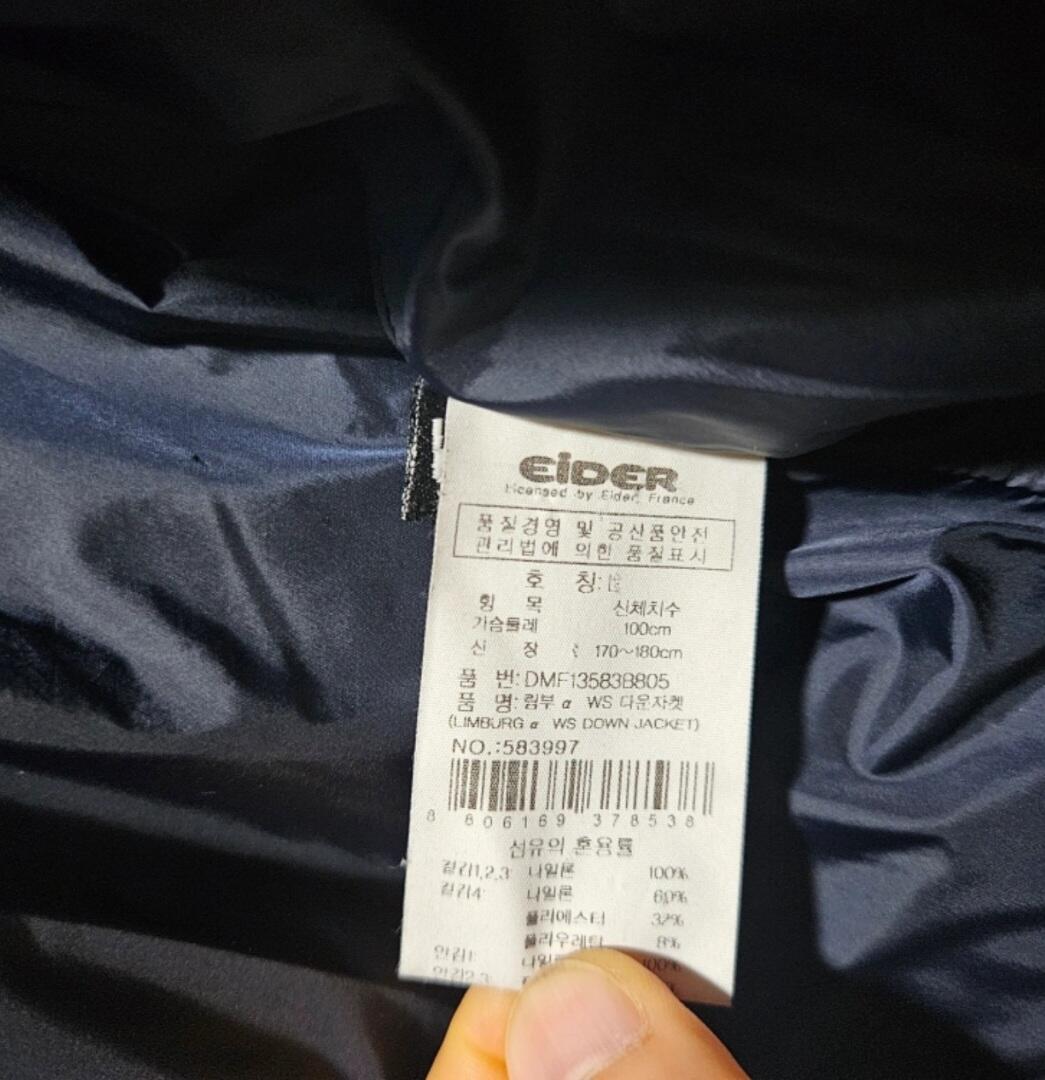 EiDER
Licensed by Eider, France
품질경영 및 공산품안전
관리법에 의한 품질표시
호 칭:
항 목 신체치수
가슴둘레 100cm
신 장 170~180cm
품 번: DMF13583B805
품 명: 림부 α WS 다운자켓
(LIMBURG α WS DOWN JACKET)
NO.:583997
8 806169 378538
섬유의 혼용률
겉감1,2,3: 나일론 100%
겉감4: 나일론 60%
폴리에스터 32%
폴리우레탄 8%
안감1: 100%
안감2,3: